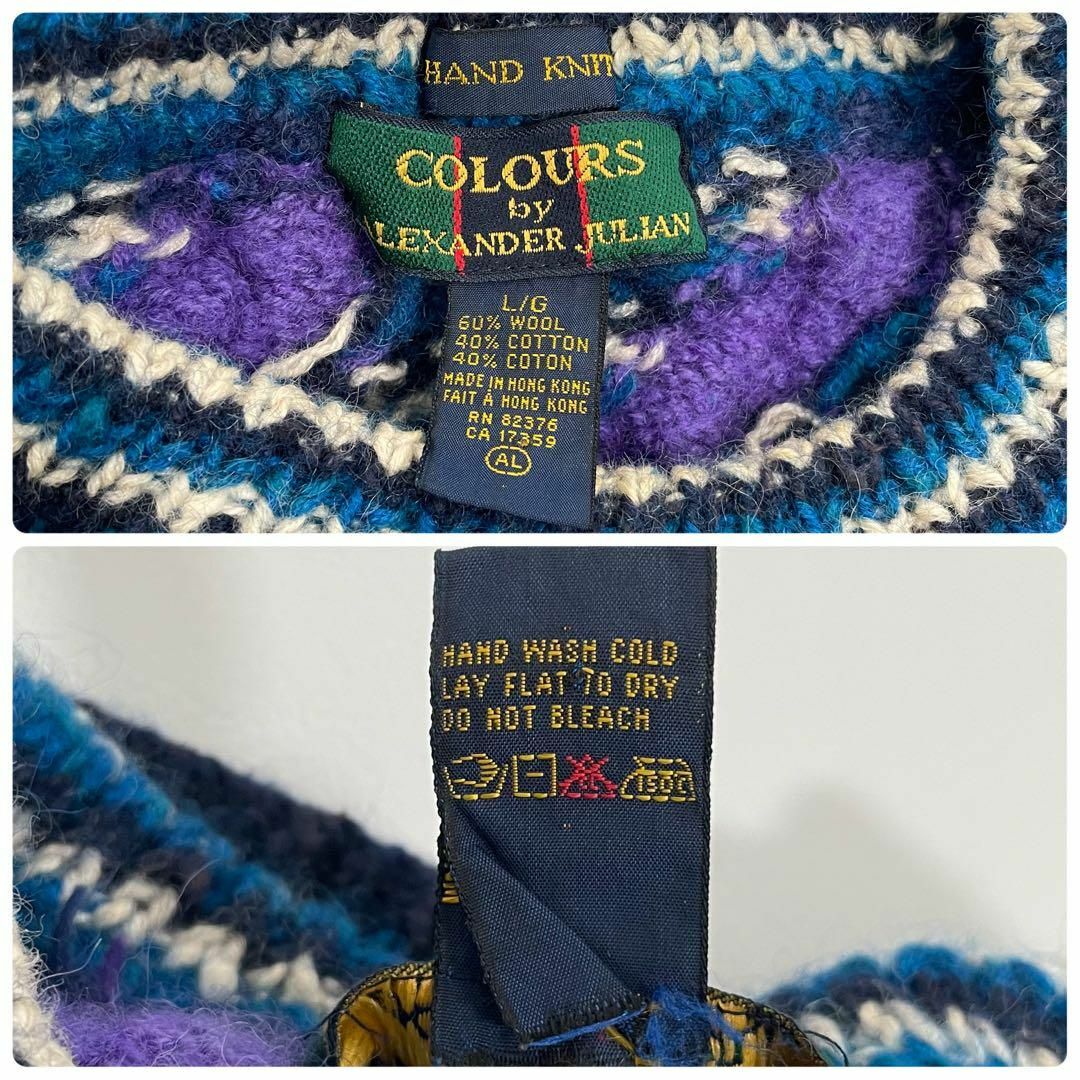 HAND KNIT
COLOURS
by
ALEXANDER JULIAN
L/G
60% WOOL
40% COTTON
40% COTON
MADE IN HONG KONG
FAIT À HONG KONG
RN 82376
CA 17359
AL
HAND WASH COLD
LAY FLAT TO DRY
DO NOT BLEACH